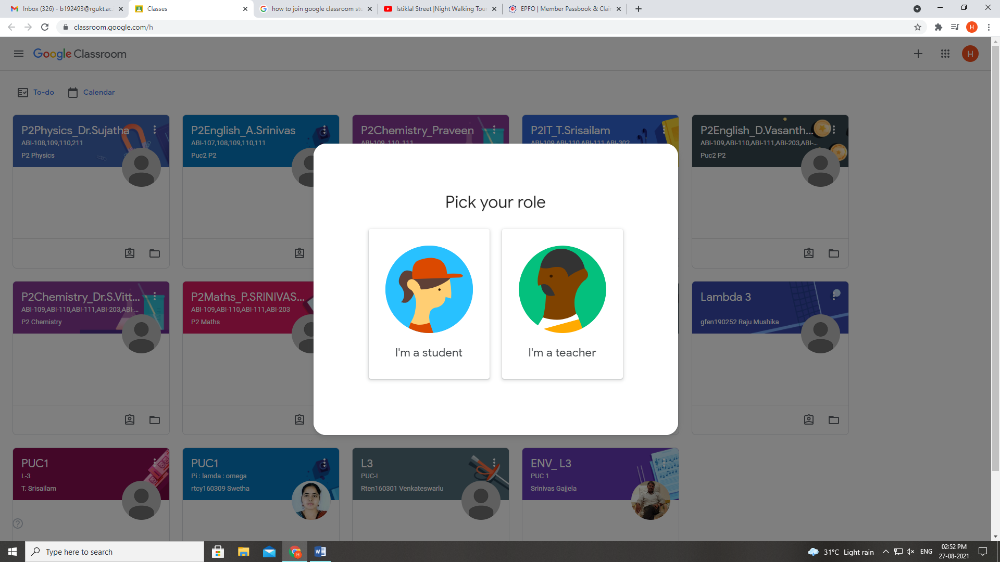 Inbox (326) - b192493@rgukt.ac.
Classes
how to join google classroom stu
Istiklal Street |Night Walking Tou
EPFO | Member Passbook & Clai
classroom.google.com/h
H
Google Classroom
H
To-do
Calendar
P2Physics_Dr.Sujatha
ABI-108,109,110,211
P2 Physics
P2English_A.Srinivas
ABI-107,108,109,110,111
Puc2 P2
P2Chemistry_Praveen
ABI-109, 110, 111
P2IT_T.Srisailam
ABI-109,ABI-110,ABI-111,ABI-302
P2English_D.Vasanth...
ABI-109,ABI-110,ABI-111,ABI-203,ABI-...
Puc2 P2
Pick your role
I'm a student
I'm a teacher
P2Chemistry_Dr.S.Vitt...
ABI-109,ABI-110,ABI-111,ABI-203,ABI-...
P2 Chemistry
P2Maths_P.SRINIVAS...
ABI-109,ABI-110,ABI-111,ABI-203
P2 Maths
Lambda 3
gfen190252 Raju Mushika
PUC1
L-3
T. Srisailam
PUC1
Pi : lamda : omega
rtcy160309 Swetha
L3
PUC-I
Rten160301 Venkateswarlu
ENV_ L3
PUC 1
Srinivas Gajjela
Type here to search
31°C Light rain
ENG
02:52 PM
27-08-2021